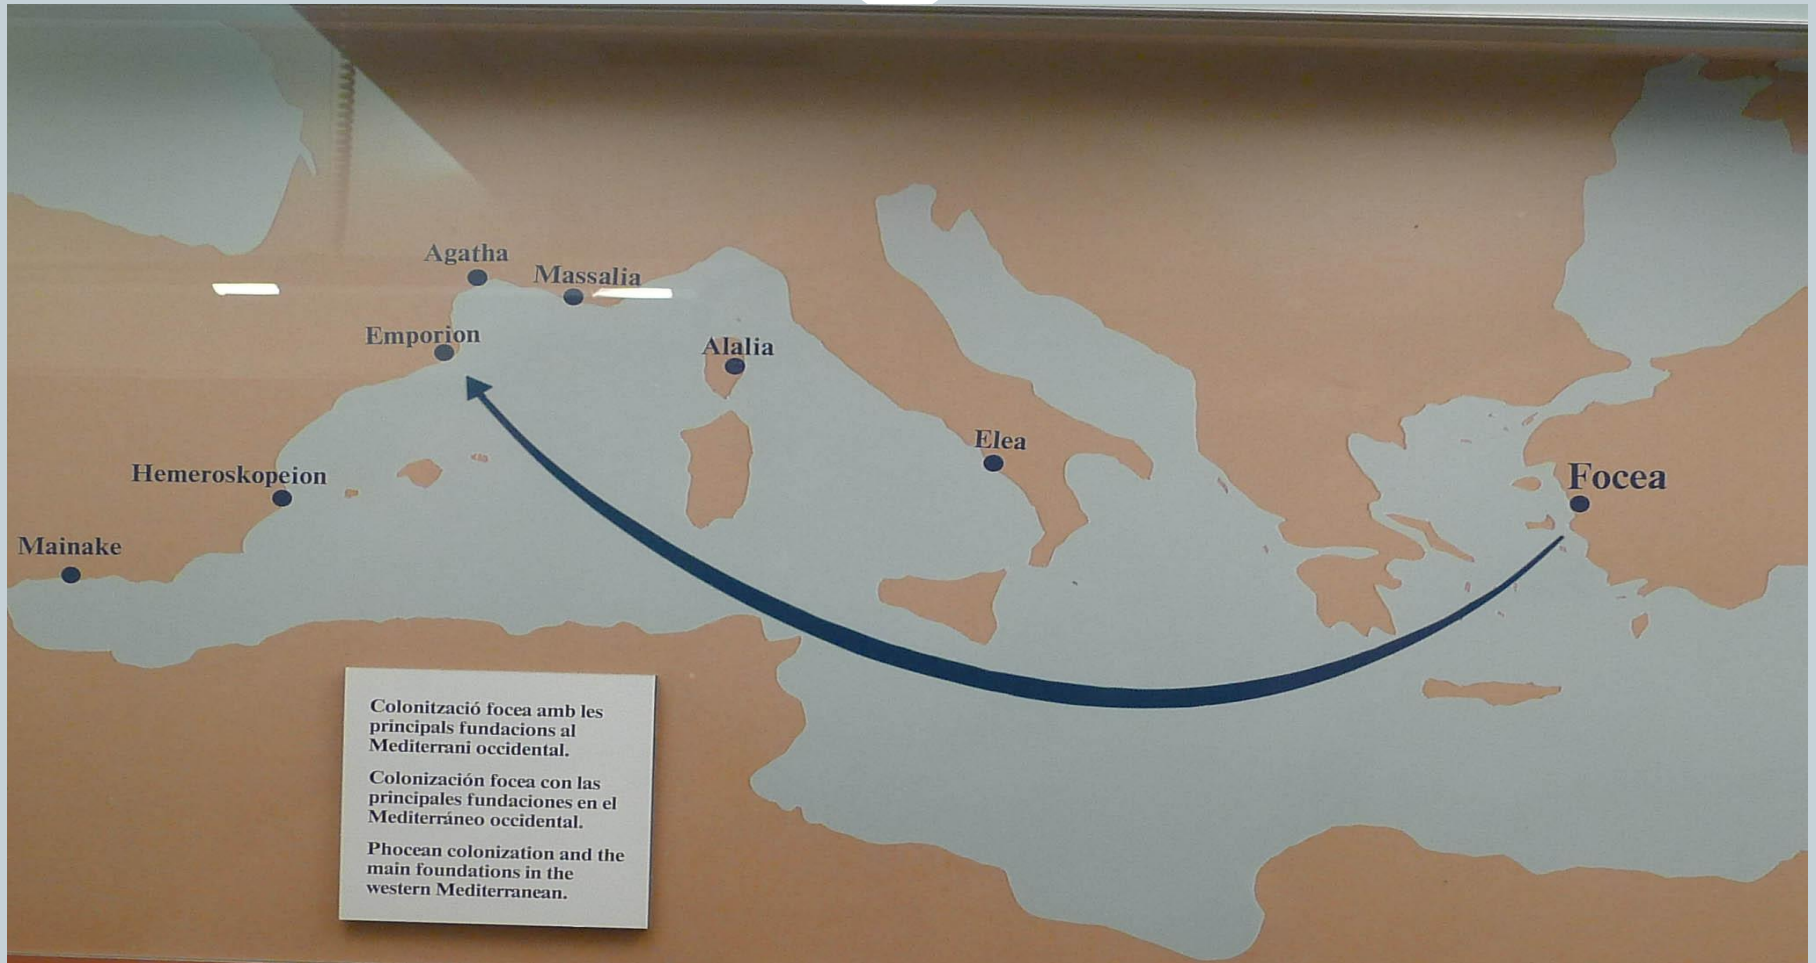 Agatha
Massalia
Emporion
Alalia
Elea
Hemeroskopeion
Focea
Mainake
Colonització focea amb les
principals fundacions al
Mediterrani occidental.
Colonización focea con las
principales fundaciones en el
Mediterráneo occidental.
Phocean colonization and the
main foundations in the
western Mediterranean.